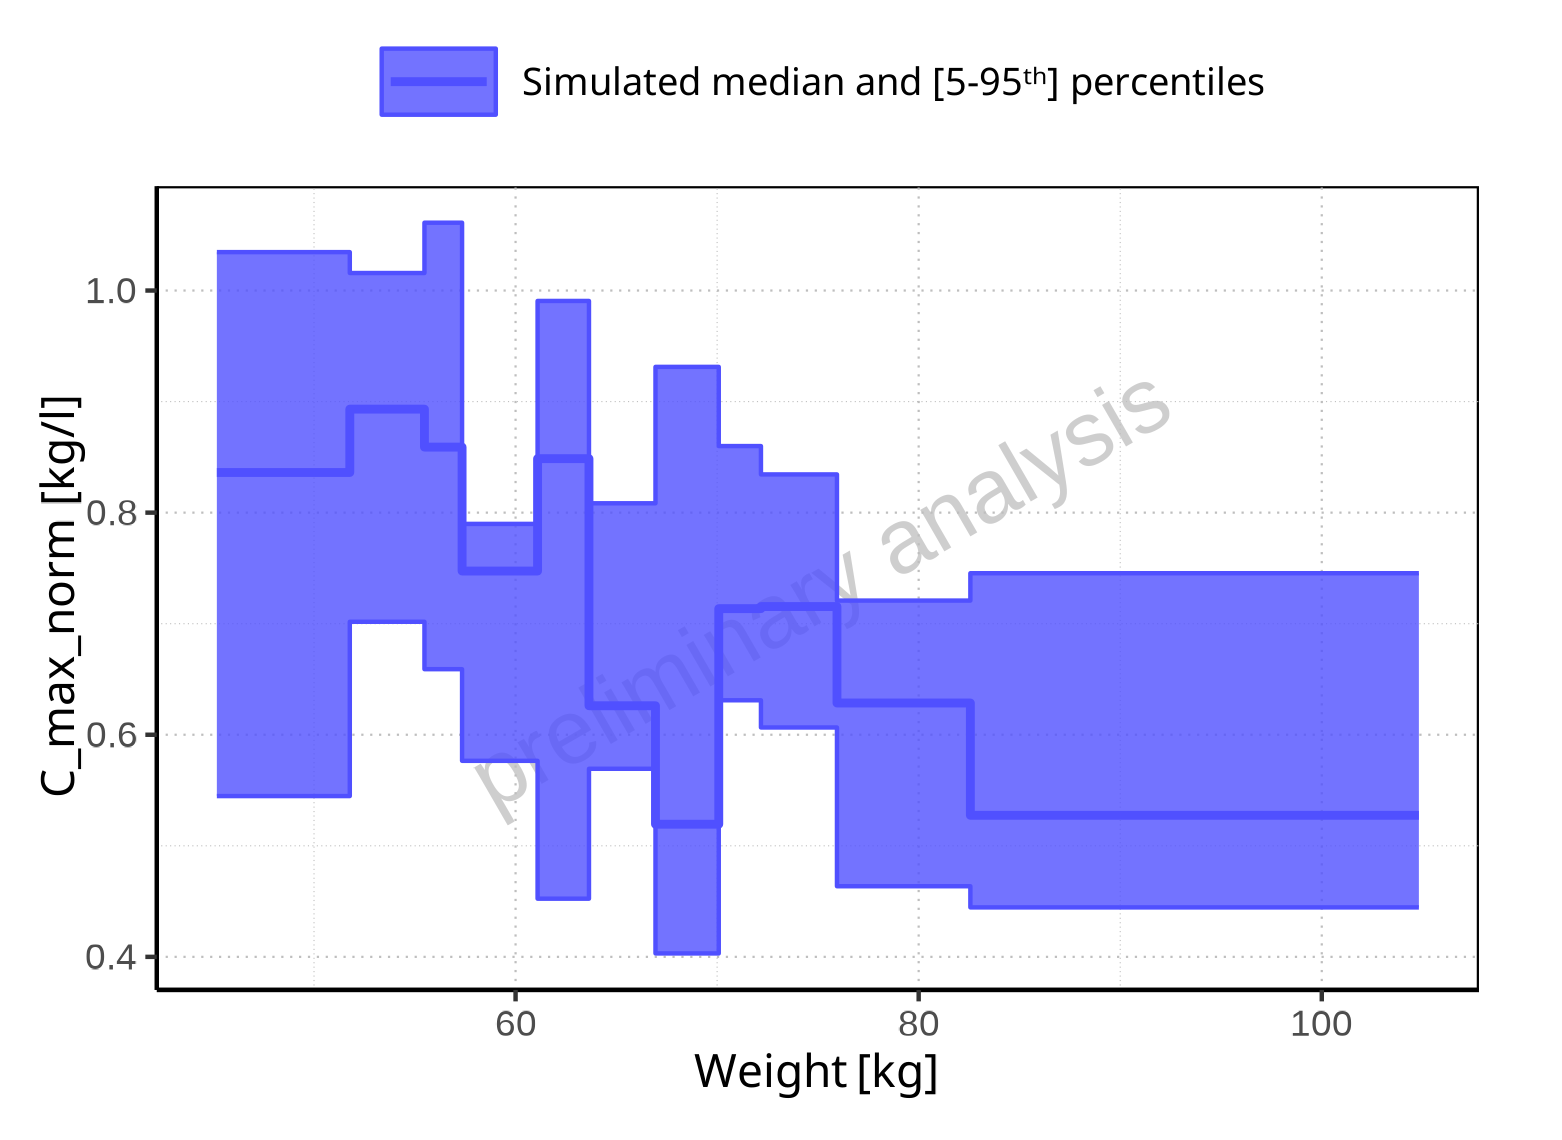 Simulated median and [5-95ᵗʰ] percentiles
C_max_norm [kg/l]
1.0
0.8
0.6
0.4
preliminary analysis
60
80
100
Weight [kg]